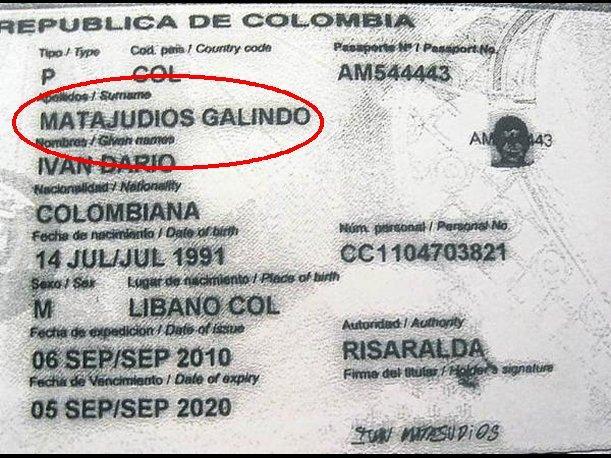 REPUBLICA DE COLOMBIA
Tipo / Type Cod. país / Country code Pasaporte Nº / Passport No.
P COL AM544443
Apellidos / Surname
MATAJUDIOS GALINDO
Nombres / Given names
IVAN DARIO
Nacionalidad / Nationality
COLOMBIANA
Fecha de nacimiento / Date of birth Núm. personal / Personal No
14 JUL/JUL 1991 CC1104703821
Sexo / Sex Lugar de nacimiento / Place of birth
M LIBANO COL
Fecha de expedicion / Date of issue Autoridad / Authority
06 SEP/SEP 2010 RISARALDA
Fecha de Vencimiento / Date of expiry Firma del titular / Holder's signature
05 SEP/SEP 2020
IVAN MATAJUDIOS